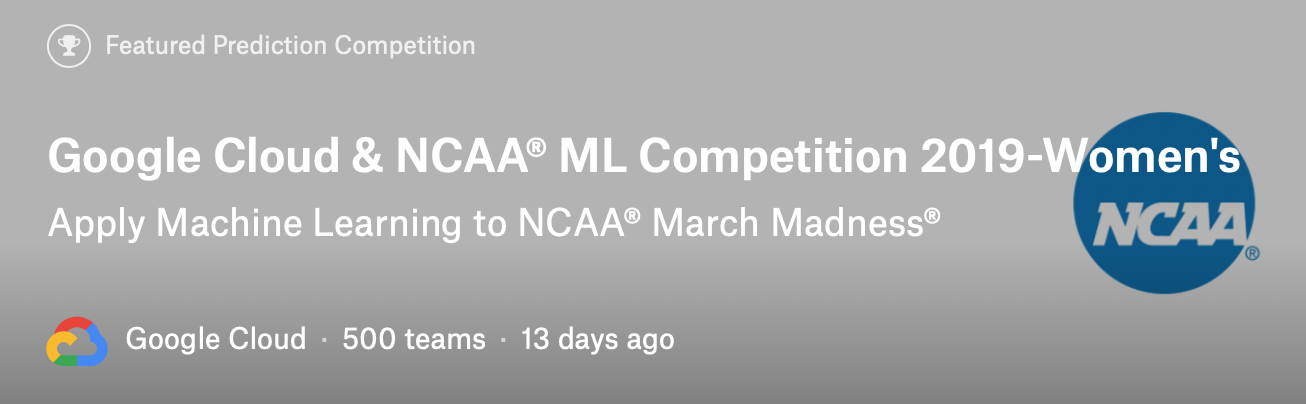 Featured Prediction Competition
Google Cloud & NCAA® ML Competition 2019-Women's
Apply Machine Learning to NCAA® March Madness®
NCAA®
Google Cloud · 500 teams · 13 days ago